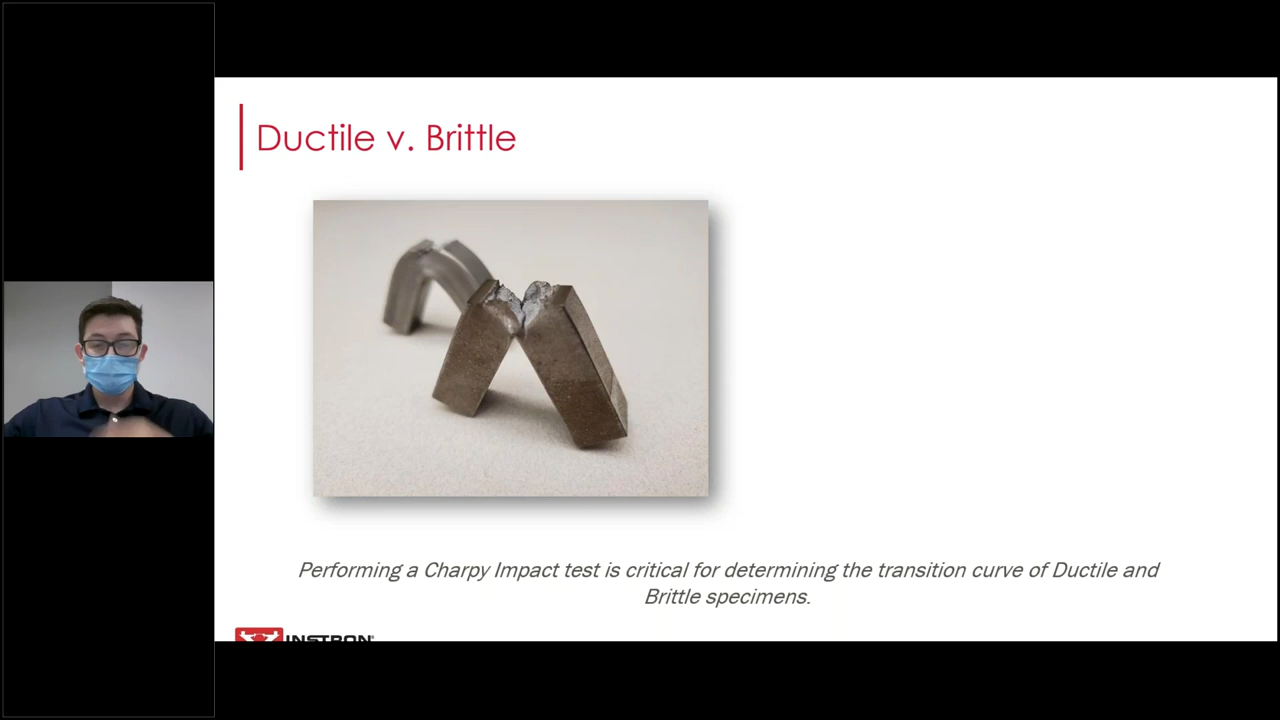 Ductile v. Brittle
Performing a Charpy Impact test is critical for determining the transition curve of Ductile and
Brittle specimens.
INSTRON®